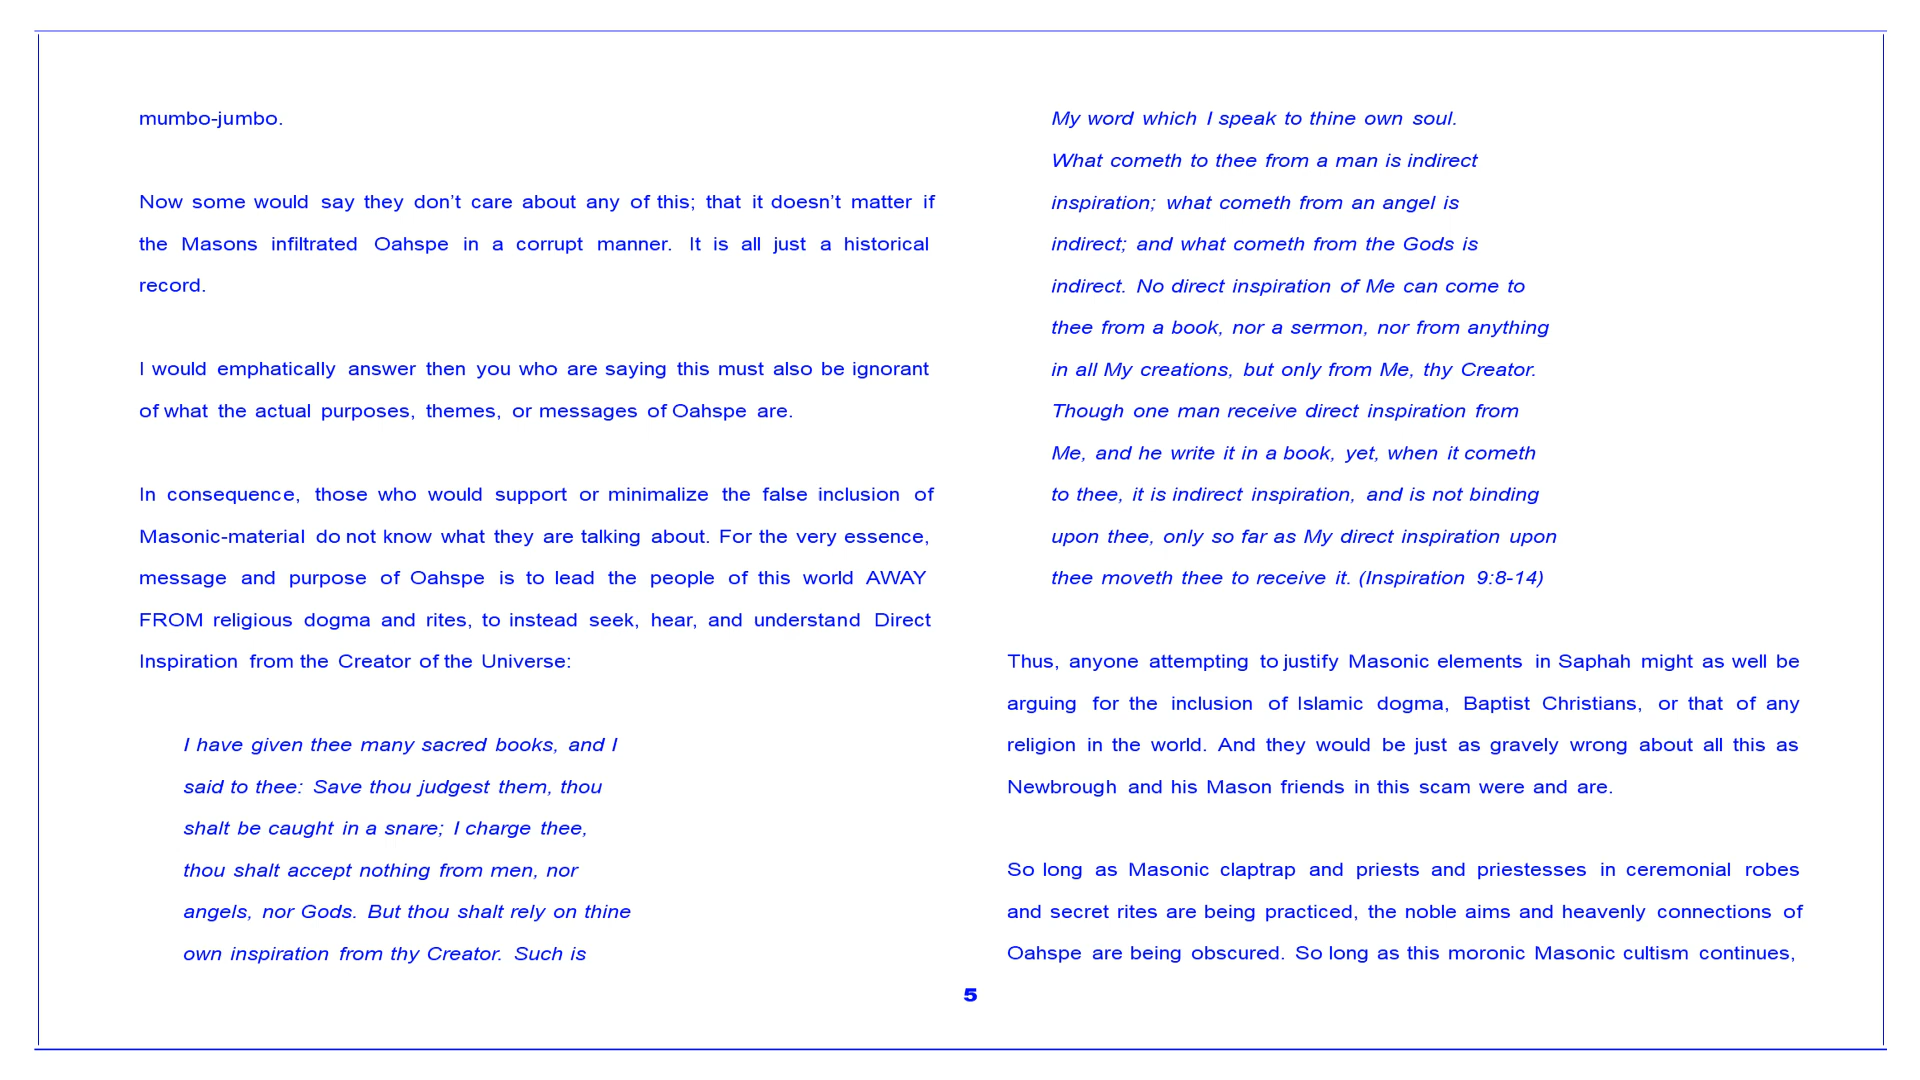 mumbo-jumbo.
Now some would say they don’t care about any of this; that it doesn’t matter if
the Masons infiltrated Oahspe in a corrupt manner. It is all just a historical
record.
I would emphatically answer then you who are saying this must also be ignorant
of what the actual purposes, themes, or messages of Oahspe are.
In consequence, those who would support or minimalize the false inclusion of
Masonic-material do not know what they are talking about. For the very essence,
message and purpose of Oahspe is to lead the people of this world AWAY
FROM religious dogma and rites, to instead seek, hear, and understand Direct
Inspiration from the Creator of the Universe:
I have given thee many sacred books, and I
said to thee: Save thou judgest them, thou
shalt be caught in a snare; I charge thee,
thou shalt accept nothing from men, nor
angels, nor Gods. But thou shalt rely on thine
own inspiration from thy Creator. Such is
My word which I speak to thine own soul.
What cometh to thee from a man is indirect
inspiration; what cometh from an angel is
indirect; and what cometh from the Gods is
indirect. No direct inspiration of Me can come to
thee from a book, nor a sermon, nor from anything
in all My creations, but only from Me, thy Creator.
Though one man receive direct inspiration from
Me, and he write it in a book, yet, when it cometh
to thee, it is indirect inspiration, and is not binding
upon thee, only so far as My direct inspiration upon
thee moveth thee to receive it. (Inspiration 9:8-14)
Thus, anyone attempting to justify Masonic elements in Saphah might as well be
arguing for the inclusion of Islamic dogma, Baptist Christians, or that of any
religion in the world. And they would be just as gravely wrong about all this as
Newbrough and his Mason friends in this scam were and are.
So long as Masonic claptrap and priests and priestesses in ceremonial robes
and secret rites are being practiced, the noble aims and heavenly connections of
Oahspe are being obscured. So long as this moronic Masonic cultism continues,
5